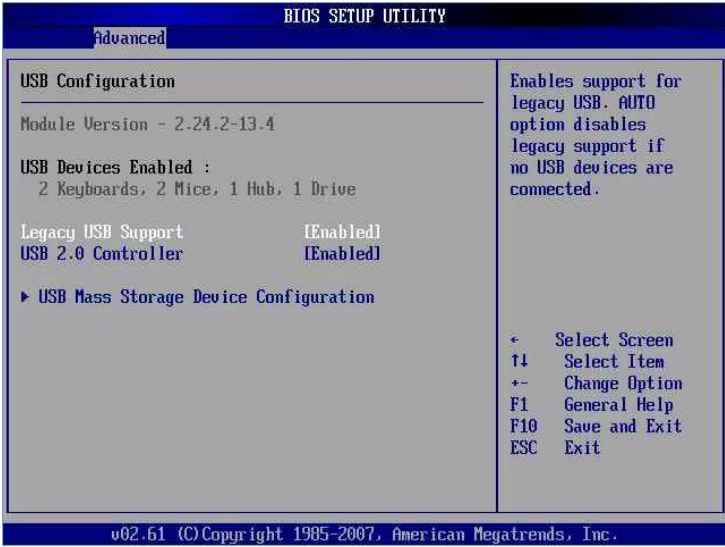 BIOS SETUP UTILITY
Advanced
USB Configuration
Module Version - 2.24.2-13.4
USB Devices Enabled :
2 Keyboards, 2 Mice, 1 Hub, 1 Drive
Legacy USB Support [Enabled]
USB 2.0 Controller [Enabled]
▶ USB Mass Storage Device Configuration
Enables support for
legacy USB. AUTO
option disables
legacy support if
no USB devices are
connected.
← Select Screen
↑↓ Select Item
+- Change Option
F1 General Help
F10 Save and Exit
ESC Exit
v02.61 (C)Copyright 1985-2007, American Megatrends, Inc.